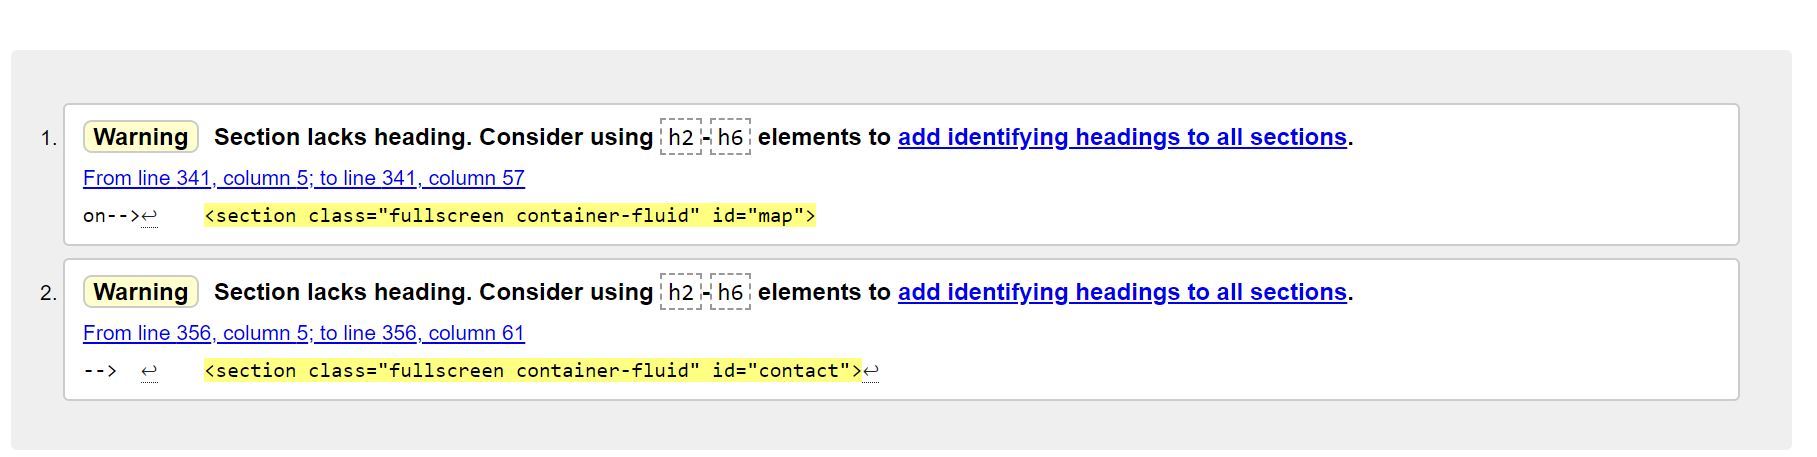 1. Warning Section lacks heading. Consider using h2-h6 elements to add identifying headings to all sections.
From line 341, column 5; to line 341, column 57
on-->↩ <section class="fullscreen container-fluid" id="map">
2. Warning Section lacks heading. Consider using h2-h6 elements to add identifying headings to all sections.
From line 356, column 5; to line 356, column 61
--> ↩ <section class="fullscreen container-fluid" id="contact">↩